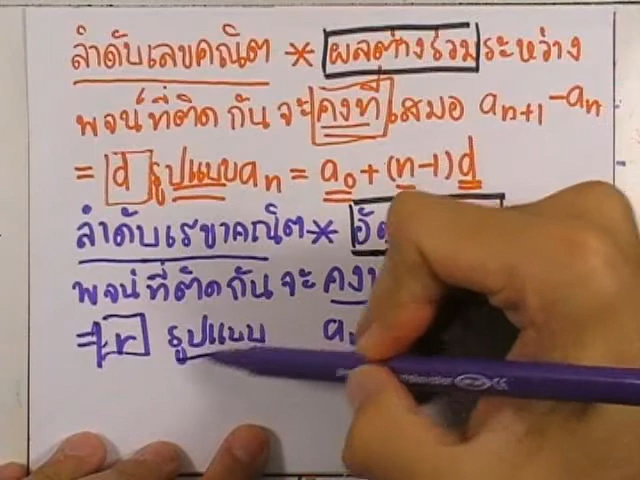 ลำดับเลขคณิต * ผลต่างร่วมระหว่าง
พจน์ที่ติดกันจะคงที่เสมอ aₙ₊₁-aₙ
= d รูปแบบaₙ = a₀+(n-1)d
ลำดับเรขาคณิต*
พจน์ที่ติดกันจะ
= r รูปแบบ